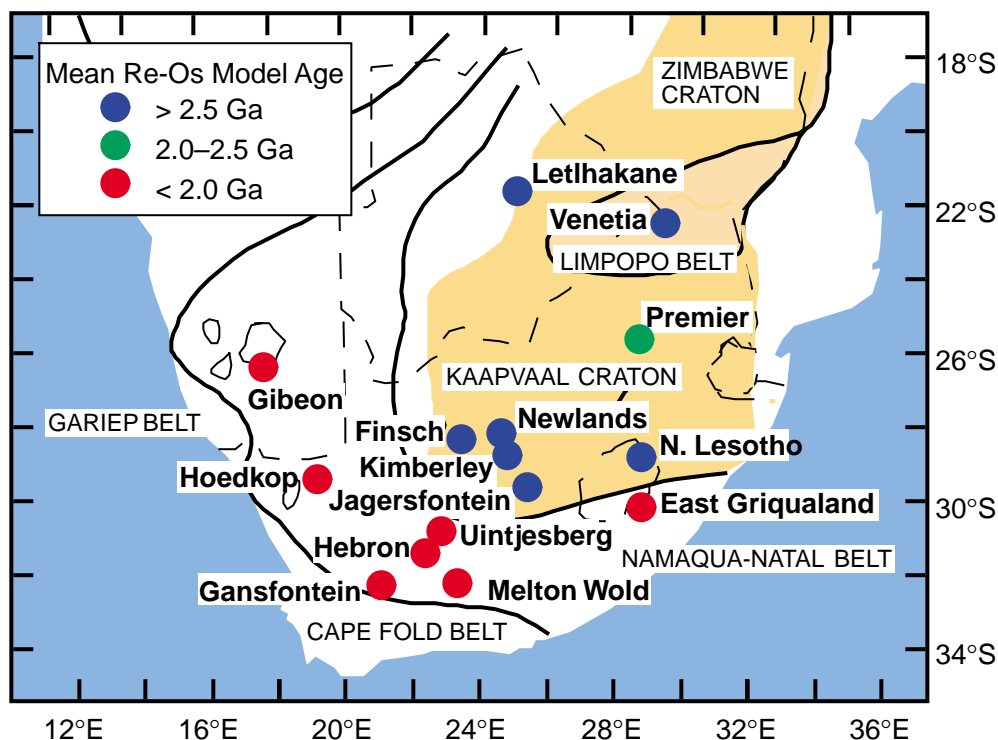 Mean Re-Os Model Age
> 2.5 Ga
2.0–2.5 Ga
< 2.0 Ga
ZIMBABWE
CRATON
18°S
Letlhakane
Venetia
22°S
LIMPOPO BELT
Premier
26°S
KAAPVAAL CRATON
Gibeon
GARIEP BELT
Newlands
Finsch
N. Lesotho
Kimberley
Hoedkop
Jagersfontein
East Griqualand
30°S
Uintjesberg
Hebron
NAMAQUA-NATAL BELT
Gansfontein
Melton Wold
CAPE FOLD BELT
34°S
12°E 16°E 20°E 24°E 28°E 32°E 36°E